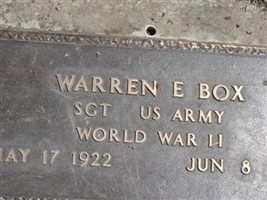 WARREN E BOX
SGT US ARMY
WORLD WAR II
MAY 17 1922 JUN 8